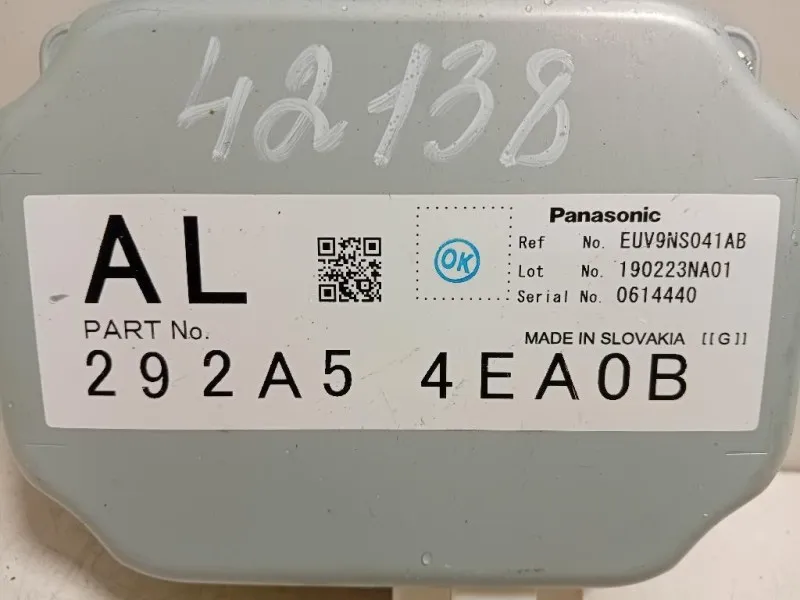 42138
AL
OK
Panasonic
Ref No. EUV9NS041AB
Lot No. 190223NA01
Serial No. 0614440
PART No.
MADE IN SLOVAKIA [[G]]
292A5 4EA0B